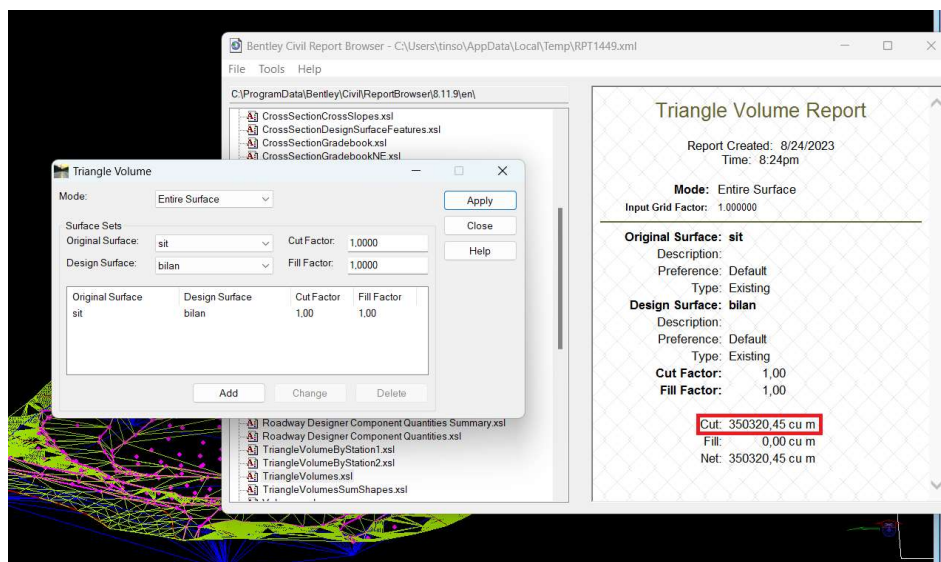 Bentley Civil Report Browser - C:\Users\tinso\AppData\Local\Temp\RPT1449.xml
File Tools Help
C:\ProgramData\Bentley\Civil\ReportBrowser\8.11.9\en\
CrossSectionCrossSlopes.xsl
CrossSectionDesignSurfaceFeatures.xsl
CrossSectionGradebook.xsl
CrossSectionGradebookNE.xsl
Triangle Volume
Mode: Entire Surface
Apply
Surface Sets
Close
Original Surface: sit Cut Factor: 1.0000
Help
Design Surface: bilan Fill Factor: 1.0000
Original Surface Design Surface Cut Factor Fill Factor
sit bilan 1.00 1.00
Add Change Delete
Roadway Designer Component Quantities Summary.xsl
Roadway Designer Component Quantities.xsl
TriangleVolumeByStation1.xsl
TriangleVolumeByStation2.xsl
TriangleVolumes.xsl
TriangleVolumesSumShapes.xsl
Triangle Volume Report
Report Created: 8/24/2023
Time: 8:24pm
Mode: Entire Surface
Input Grid Factor: 1.000000
Original Surface: sit
Description:
Preference: Default
Type: Existing
Design Surface: bilan
Description:
Preference: Default
Type: Existing
Cut Factor: 1,00
Fill Factor: 1,00
Cut: 350320,45 cu m
Fill: 0,00 cu m
Net: 350320,45 cu m